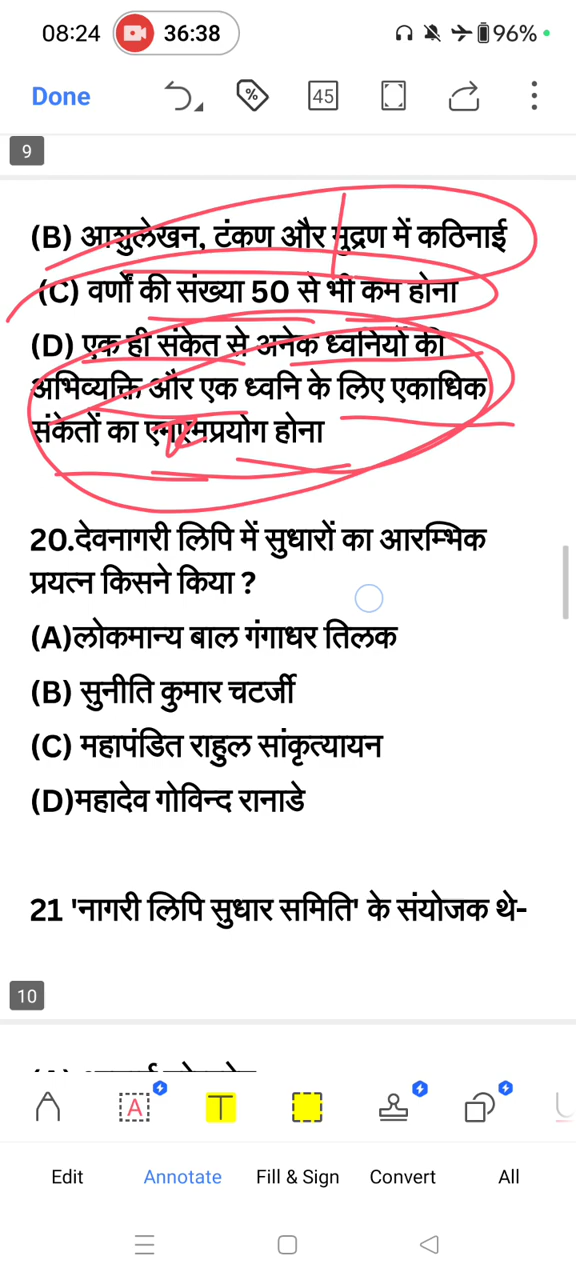 08:24 36:38 96%
Done 45
9
(B) आशुलेखन, टंकण और मुद्रण में कठिनाई
(C) वर्णों की संख्या 50 से भी कम होना
(D) एक ही संकेत से अनेक ध्वनियों की
अभिव्यक्ति और एक ध्वनि के लिए एकाधिक
संकेतों का प्रयोग होना
20.देवनागरी लिपि में सुधारों का आरम्भिक
प्रयत्न किसने किया ?
(A)लोकमान्य बाल गंगाधर तिलक
(B) सुनीति कुमार चटर्जी
(C) महापंडित राहुल सांकृत्यायन
(D)महादेव गोविन्द रानाडे
21 'नागरी लिपि सुधार समिति' के संयोजक थे-
10
Edit Annotate Fill & Sign Convert All